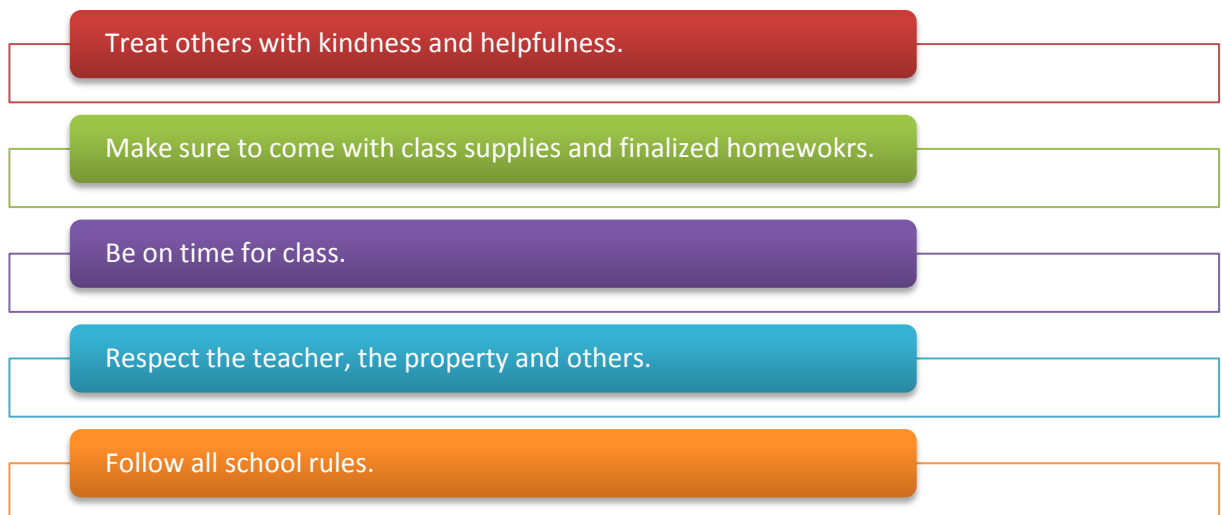 Treat others with kindness and helpfulness.
Make sure to come with class supplies and finalized homewokrs.
Be on time for class.
Respect the teacher, the property and others.
Follow all school rules.